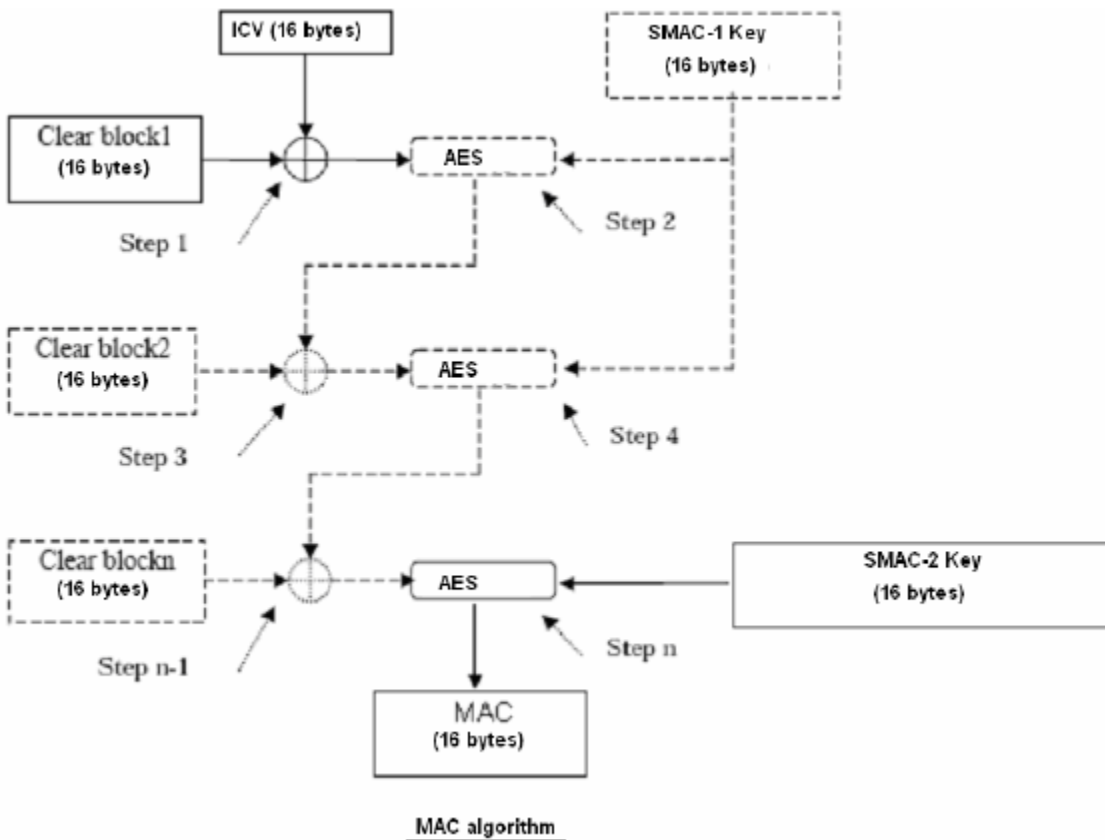 ICV (16 bytes)
SMAC-1 Key
(16 bytes)
Clear block1
(16 bytes)
AES
Step 1
Step 2
Clear block2
(16 bytes)
AES
Step 3
Step 4
Clear blockn
(16 bytes)
AES
SMAC-2 Key
(16 bytes)
Step n-1
Step n
MAC
(16 bytes)
MAC algorithm